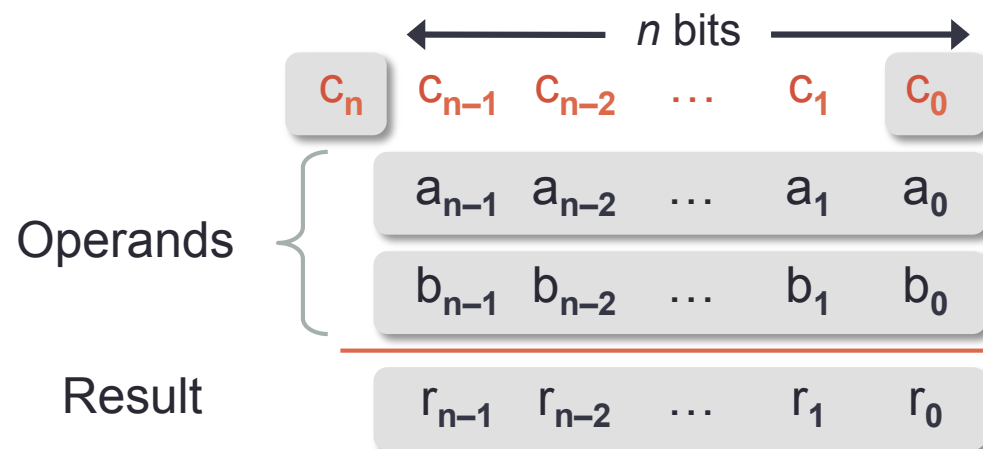 n bits
cₙ cₙ₋₁ cₙ₋₂ … c₁ c₀
aₙ₋₁ aₙ₋₂ … a₁ a₀
Operands
bₙ₋₁ bₙ₋₂ … b₁ b₀
Result rₙ₋₁ rₙ₋₂ … r₁ r₀